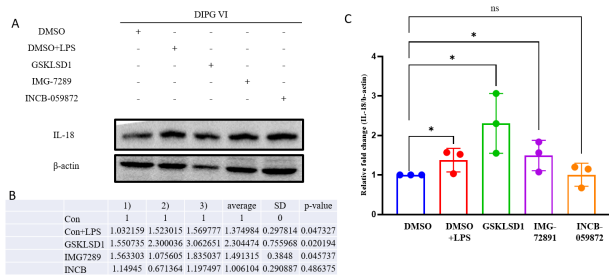 A
DIPG VI
DMSO + - - - -
DMSO+LPS - + - - -
GSKLSD1 - - + - -
IMG-7289 - - - + -
INCB-059872 - - - - +
IL-18
β-actin
B
1) 2) 3) average SD p-value
Con 1 1 1 1 0
Con+LPS 1.032159 1.523015 1.569777 1.374984 0.297814 0.047327
GSKLSD1 1.550735 2.300036 3.062651 2.304474 0.755968 0.020194
IMG7289 1.563303 1.075605 1.835037 1.491315 0.3848 0.045737
INCB 1.14945 0.671364 1.197497 1.006104 0.290887 0.486375
C
ns
*
*
*
Relative fold change (IL-18/b-actin)
4
3
2
1
0
DMSO
DMSO +LPS
GSKLSD1
IMG-72891
INCB-059872